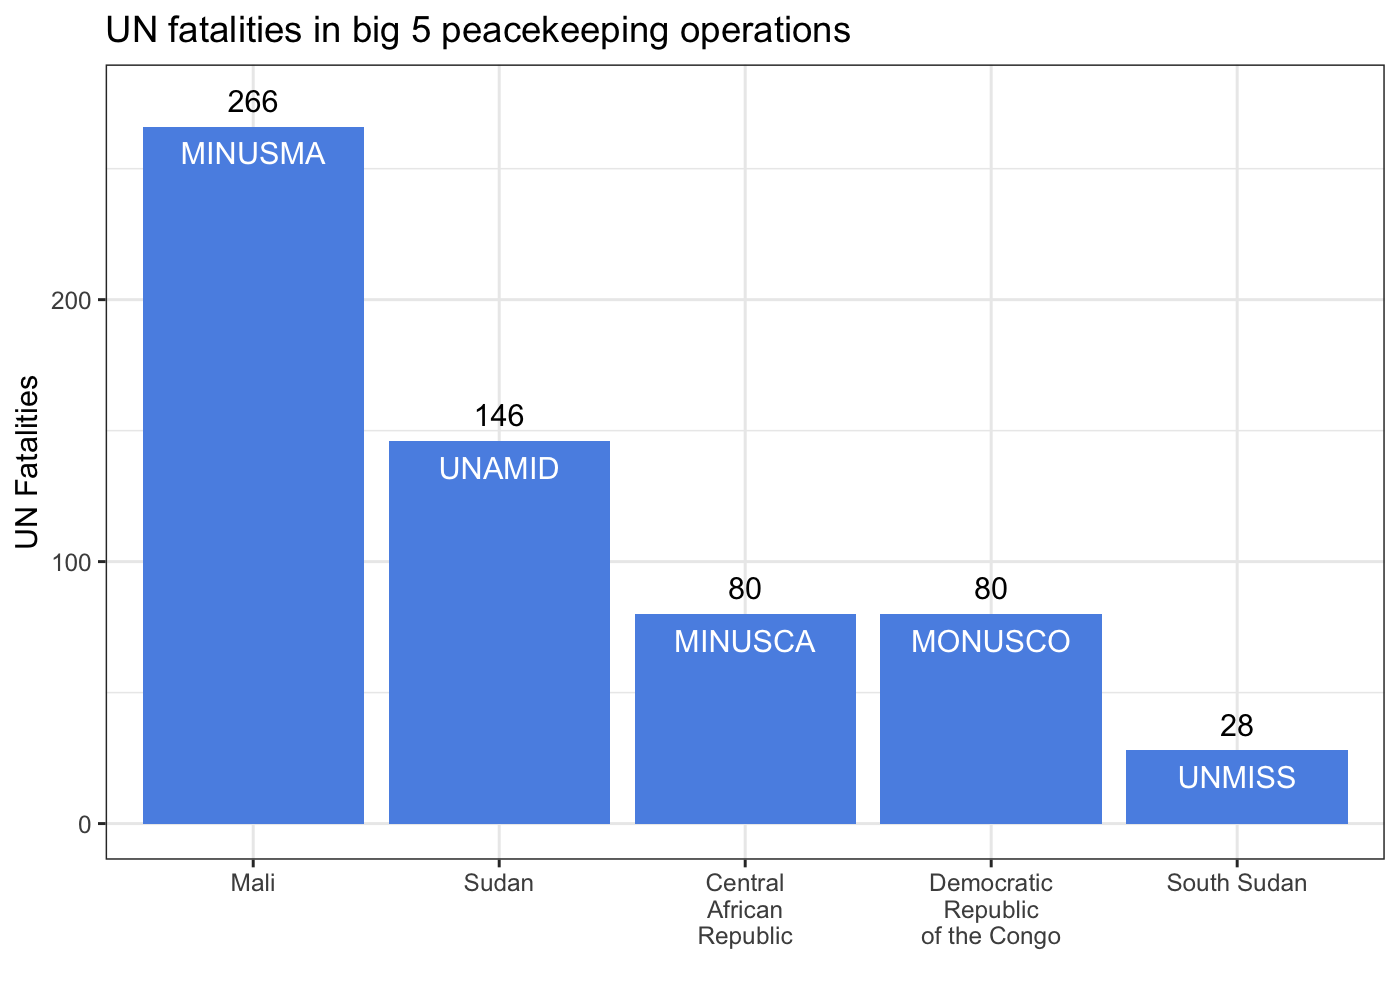 UN fatalities in big 5 peacekeeping operations
266
MINUSMA
200
146
UNAMID
UN Fatalities
100
80
80
MINUSCA
MONUSCO
28
UNMISS
0
Mali
Sudan
Central
African
Republic
Democratic
Republic
of the Congo
South Sudan